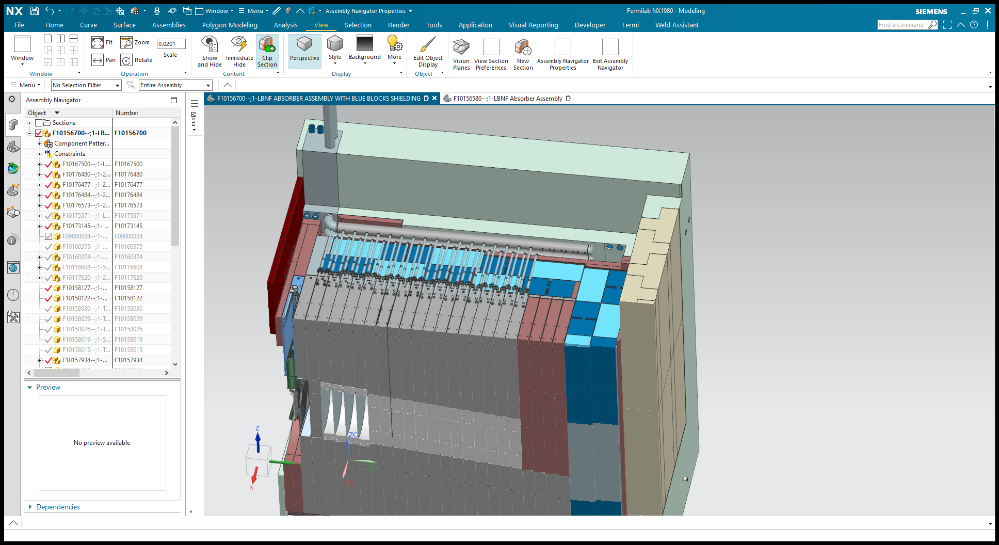 NX
Window
Menu
Assembly Navigator Properties
Fermilab NX1980 - Modeling
SIEMENS
File Home Curve Surface Assemblies Polygon Modeling Analysis View Selection Render Tools Application Visual Reporting Developer Fermi Weld Assistant
Find a Command
Window
Window
Fit
Zoom
0.0201
Scale
Pan
Rotate
Operation
Show and Hide
Immediate Hide
Clip Section
Content
Perspective
Style
Background
More
Display
Edit Object Display
Object
Vision Planes
View Section Preferences
New Section
Assembly Navigator Properties
Exit Assembly Navigator
Menu
No Selection Filter
Entire Assembly
Assembly Navigator
Menu
F10156700--;1-LBNF ABSORBER ASSEMBLY WITH BLUE BLOCKS SHIELDING
F10156580--;1-LBNF Absorber Assembly
Object Number
Sections
F10156700--;1-LB... F10156700
Component Patter...
Constraints
F10167500--;1-L... F10167500
F10176480--;1-2... F10176480
F10176477--;1-2... F10176477
F10176484--;1-2... F10176484
F10176573--;1-2... F10176573
F10175571--;1-L... F10175571
F10173145--;1- ... F10173145
F09000024--;1-... F09000024
F10160375--;1-... F10160375
F10160374--;1-... F10160374
F10116608--;1-5... F10116608
F10117620--;1-2... F10117620
F10158127--;1-... F10158127
F10158122--;1-... F10158122
F10158030--;1-T... F10158030
F10158029--;1-T... F10158029
F10158026--;1-T... F10158026
F10158019--;1-S... F10158019
F10158015--;1-T... F10158015
F10157934--;1-... F10157934
Preview
No preview available
Dependencies
Z
X
ZC
XC